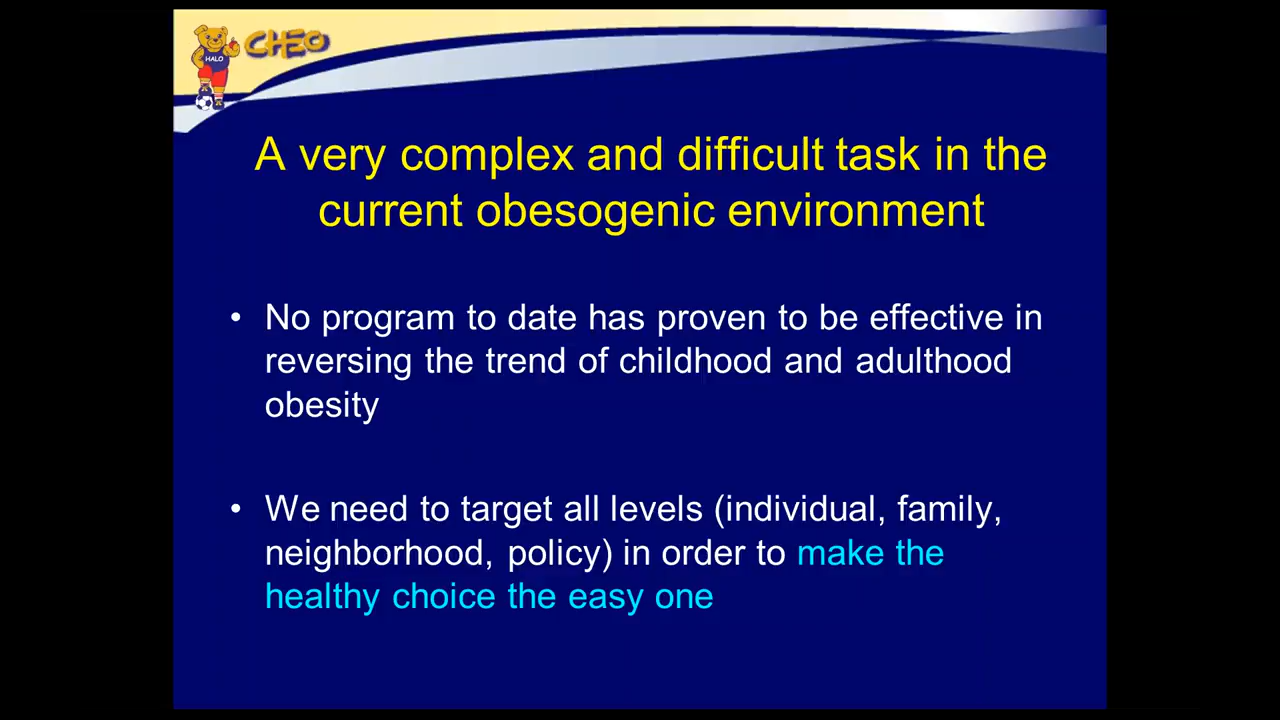 CHEO
HALO
A very complex and difficult task in the
current obesogenic environment
• No program to date has proven to be effective in
reversing the trend of childhood and adulthood
obesity
• We need to target all levels (individual, family,
neighborhood, policy) in order to make the
healthy choice the easy one